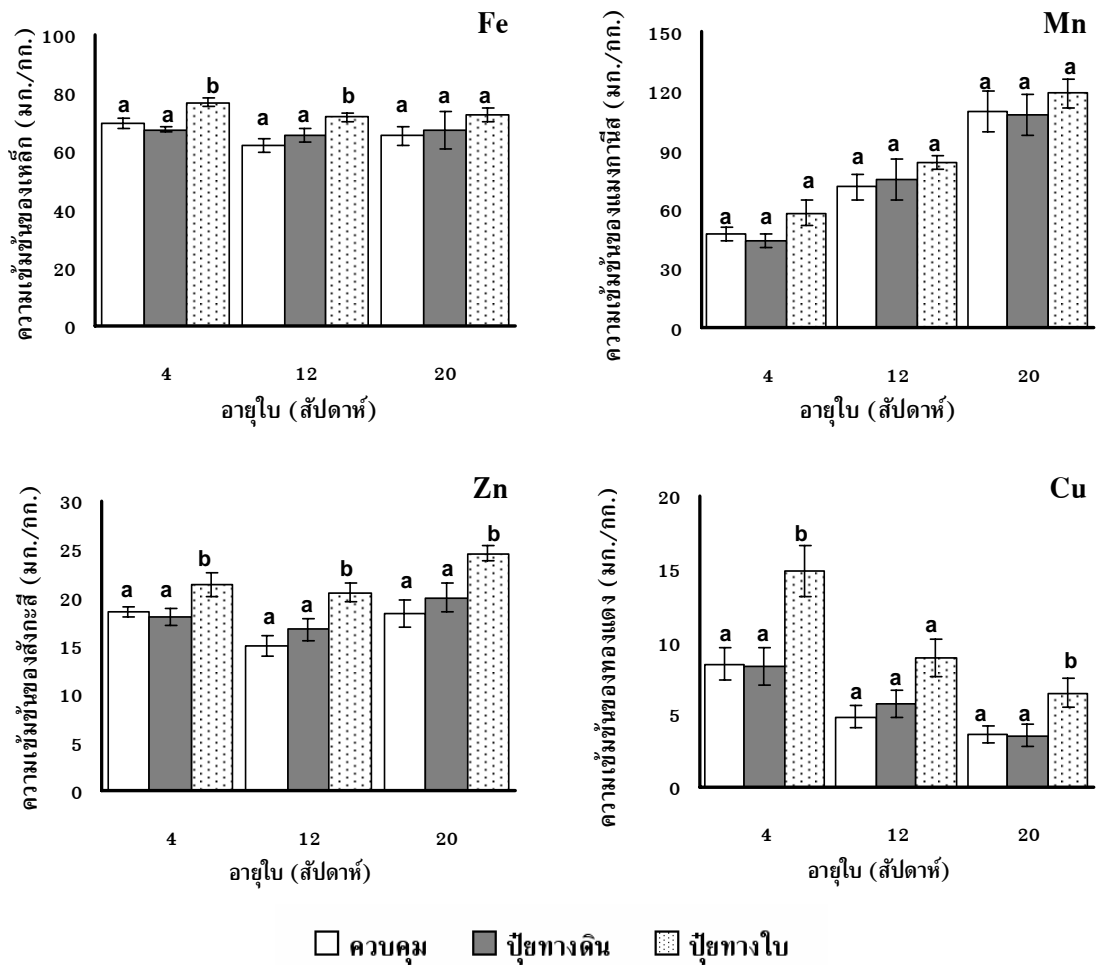 Fe
ความเข้มข้นของเหล็ก (มก./กก.)
100
80
60
40
20
0
a a b
a a b
a a a
4 12 20
อายุใบ (สัปดาห์)
Mn
ความเข้มข้นของแมงกานีส (มก./กก.)
150
120
90
60
30
0
a a a
a a a
a a a
4 12 20
อายุใบ (สัปดาห์)
Zn
ความเข้มข้นของสังกะสี (มก./กก.)
30
25
20
15
10
5
0
a a b
a a b
a a b
4 12 20
อายุใบ (สัปดาห์)
Cu
ความเข้มข้นของทองแดง (มก./กก.)
20
15
10
5
0
a a b
a a a
a a b
4 12 20
อายุใบ (สัปดาห์)
ควบคุม ปุ๋ยทางดิน ปุ๋ยทางใบ